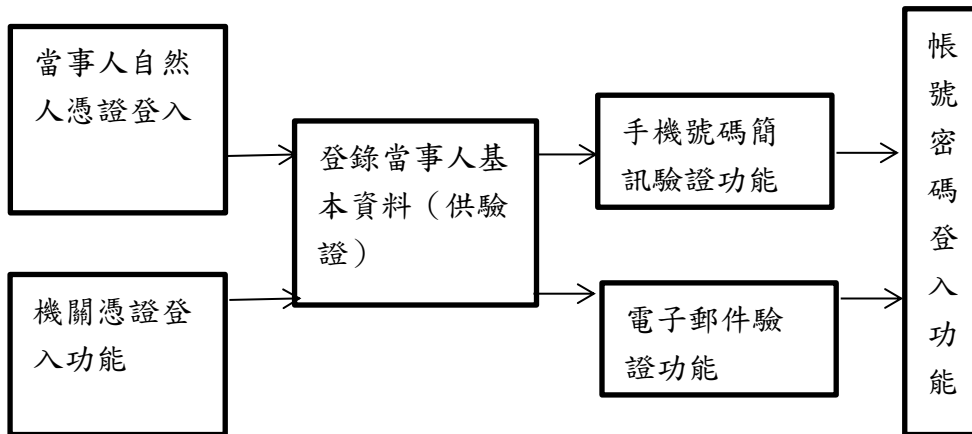 當事人自然
人憑證登入
機關憑證登
入功能
登錄當事人基
本資料（供驗
證）
手機號碼簡
訊驗證功能
電子郵件驗
證功能
帳
號
密
碼
登
入
功
能